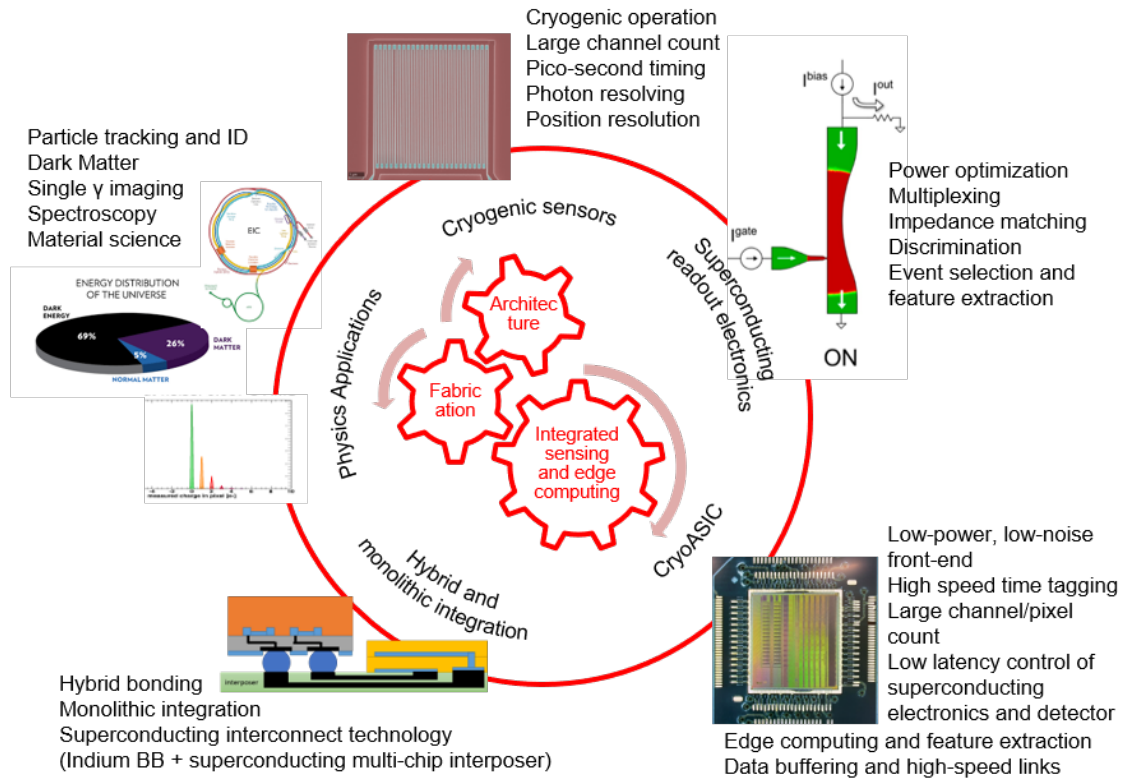 Cryogenic operation
Large channel count
Pico-second timing
Photon resolving
Position resolution
Particle tracking and ID
Dark Matter
Single γ imaging
Spectroscopy
Material science
EIC
ENERGY DISTRIBUTION
OF THE UNIVERSE
DARK
ENERGY
69%
5%
26%
DARK
MATTER
NORMAL MATTER
measured charge in pixel [e-]
I bias
I out
I gate
ON
Power optimization
Multiplexing
Impedance matching
Discrimination
Event selection and
feature extraction
Cryogenic sensors
Superconducting
readout electronics
CryoASIC
Hybrid and
monolithic integration
Physics Applications
Architec
ture
Fabric
ation
Integrated
sensing
and edge
computing
interposer
Hybrid bonding
Monolithic integration
Superconducting interconnect technology
(Indium BB + superconducting multi-chip interposer)
Low-power, low-noise
front-end
High speed time tagging
Large channel/pixel
count
Low latency control of
superconducting
electronics and detector
Edge computing and feature extraction
Data buffering and high-speed links